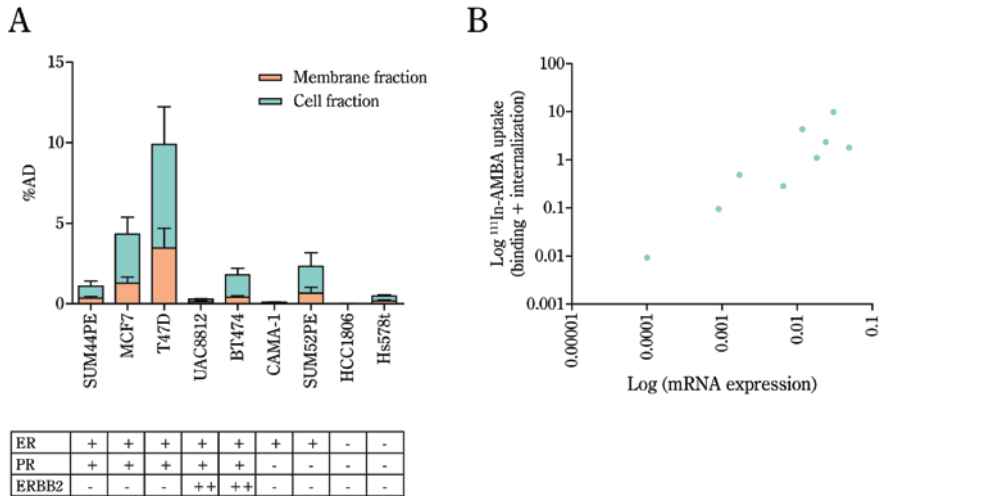 A
15
10
5
0
%AD
Membrane fraction
Cell fraction
SUM44PE
MCF7
T47D
UAC8812
BT474
CAMA-1
SUM52PE
HCC1806
Hs578t
ER + + + + + + + - -
PR + + + + + - - - -
ERBB2 - - - ++ ++ - - - -
B
100
10
1
0.1
0.01
0.001
Log ¹¹¹In-AMBA uptake
(binding + internalization)
0.00001
0.0001
0.001
0.01
0.1
Log (mRNA expression)